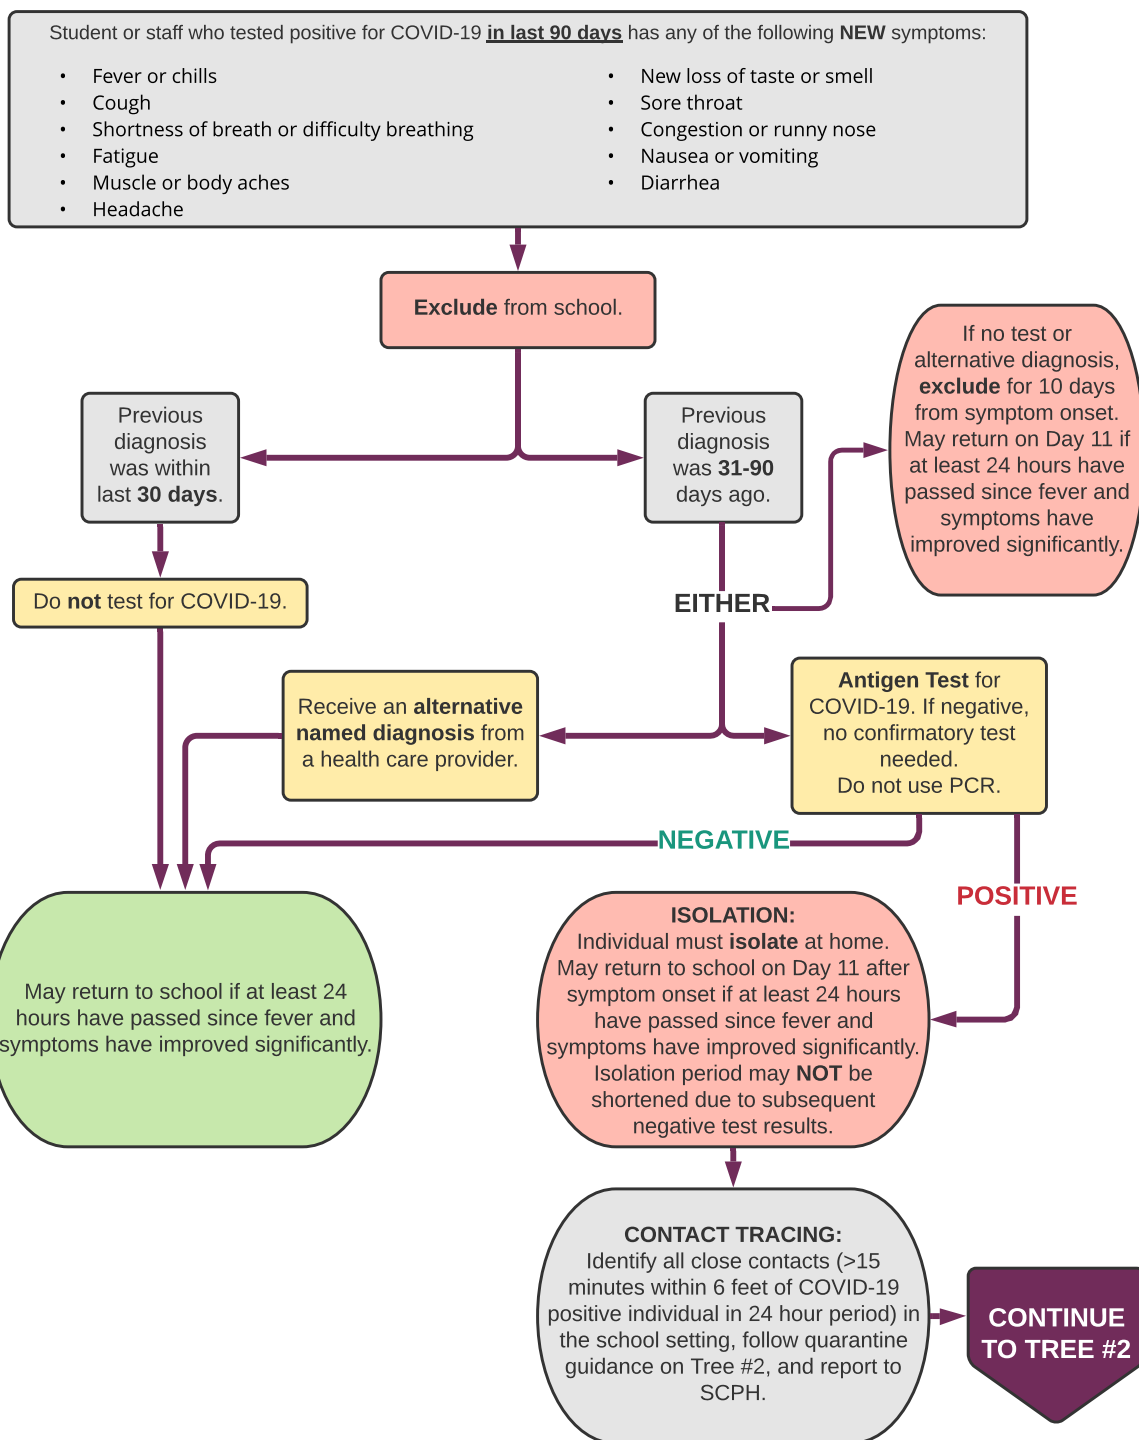 Student or staff who tested positive for COVID-19 in last 90 days has any of the following NEW symptoms:
• Fever or chills
• Cough
• Shortness of breath or difficulty breathing
• Fatigue
• Muscle or body aches
• Headache
• New loss of taste or smell
• Sore throat
• Congestion or runny nose
• Nausea or vomiting
• Diarrhea
Exclude from school.
Previous
diagnosis
was within
last 30 days.
Previous
diagnosis
was 31-90
days ago.
If no test or
alternative diagnosis,
exclude for 10 days
from symptom onset.
May return on Day 11 if
at least 24 hours have
passed since fever and
symptoms have
improved significantly.
Do not test for COVID-19.
EITHER
Receive an alternative
named diagnosis from
a health care provider.
Antigen Test for
COVID-19. If negative,
no confirmatory test
needed.
Do not use PCR.
NEGATIVE
POSITIVE
May return to school if at least 24
hours have passed since fever and
symptoms have improved significantly.
ISOLATION:
Individual must isolate at home.
May return to school on Day 11 after
symptom onset if at least 24 hours
have passed since fever and
symptoms have improved significantly.
Isolation period may NOT be
shortened due to subsequent
negative test results.
CONTACT TRACING:
Identify all close contacts (>15
minutes within 6 feet of COVID-19
positive individual in 24 hour period) in
the school setting, follow quarantine
guidance on Tree #2, and report to
SCPH.
CONTINUE
TO TREE #2